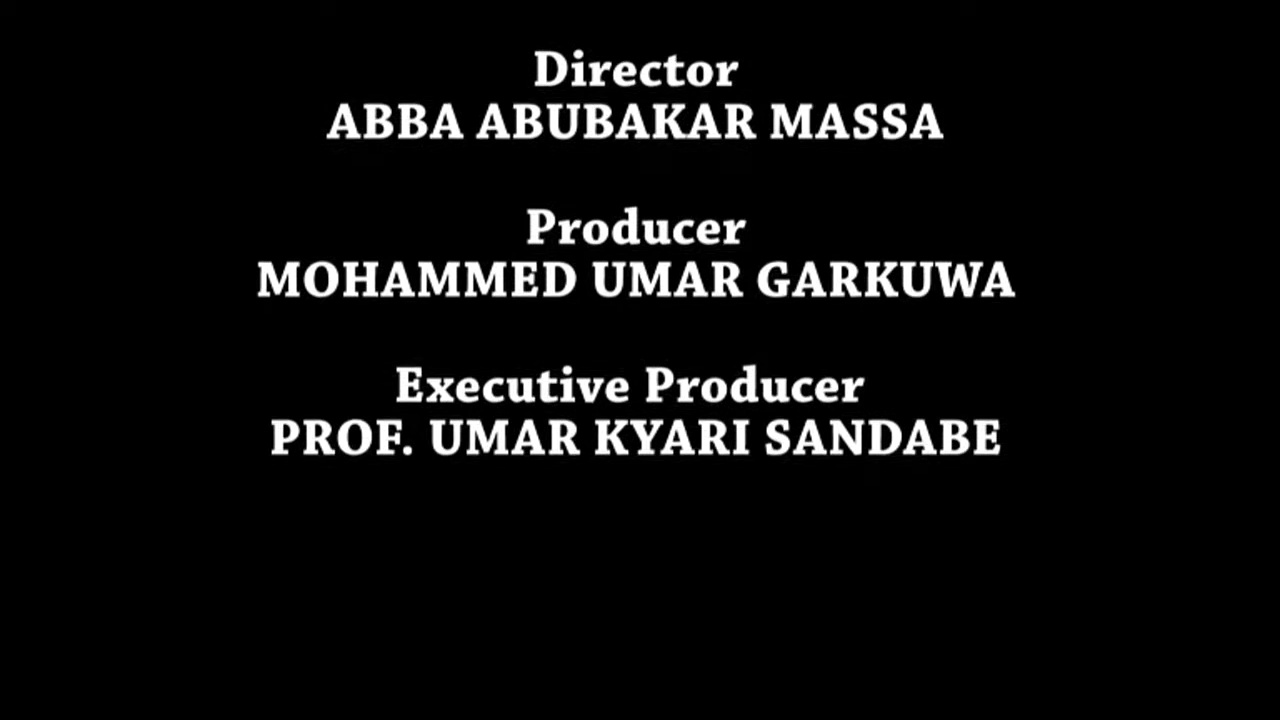 Director
ABBA ABUBAKAR MASSA
Producer
MOHAMMED UMAR GARKUWA
Executive Producer
PROF. UMAR KYARI SANDABE